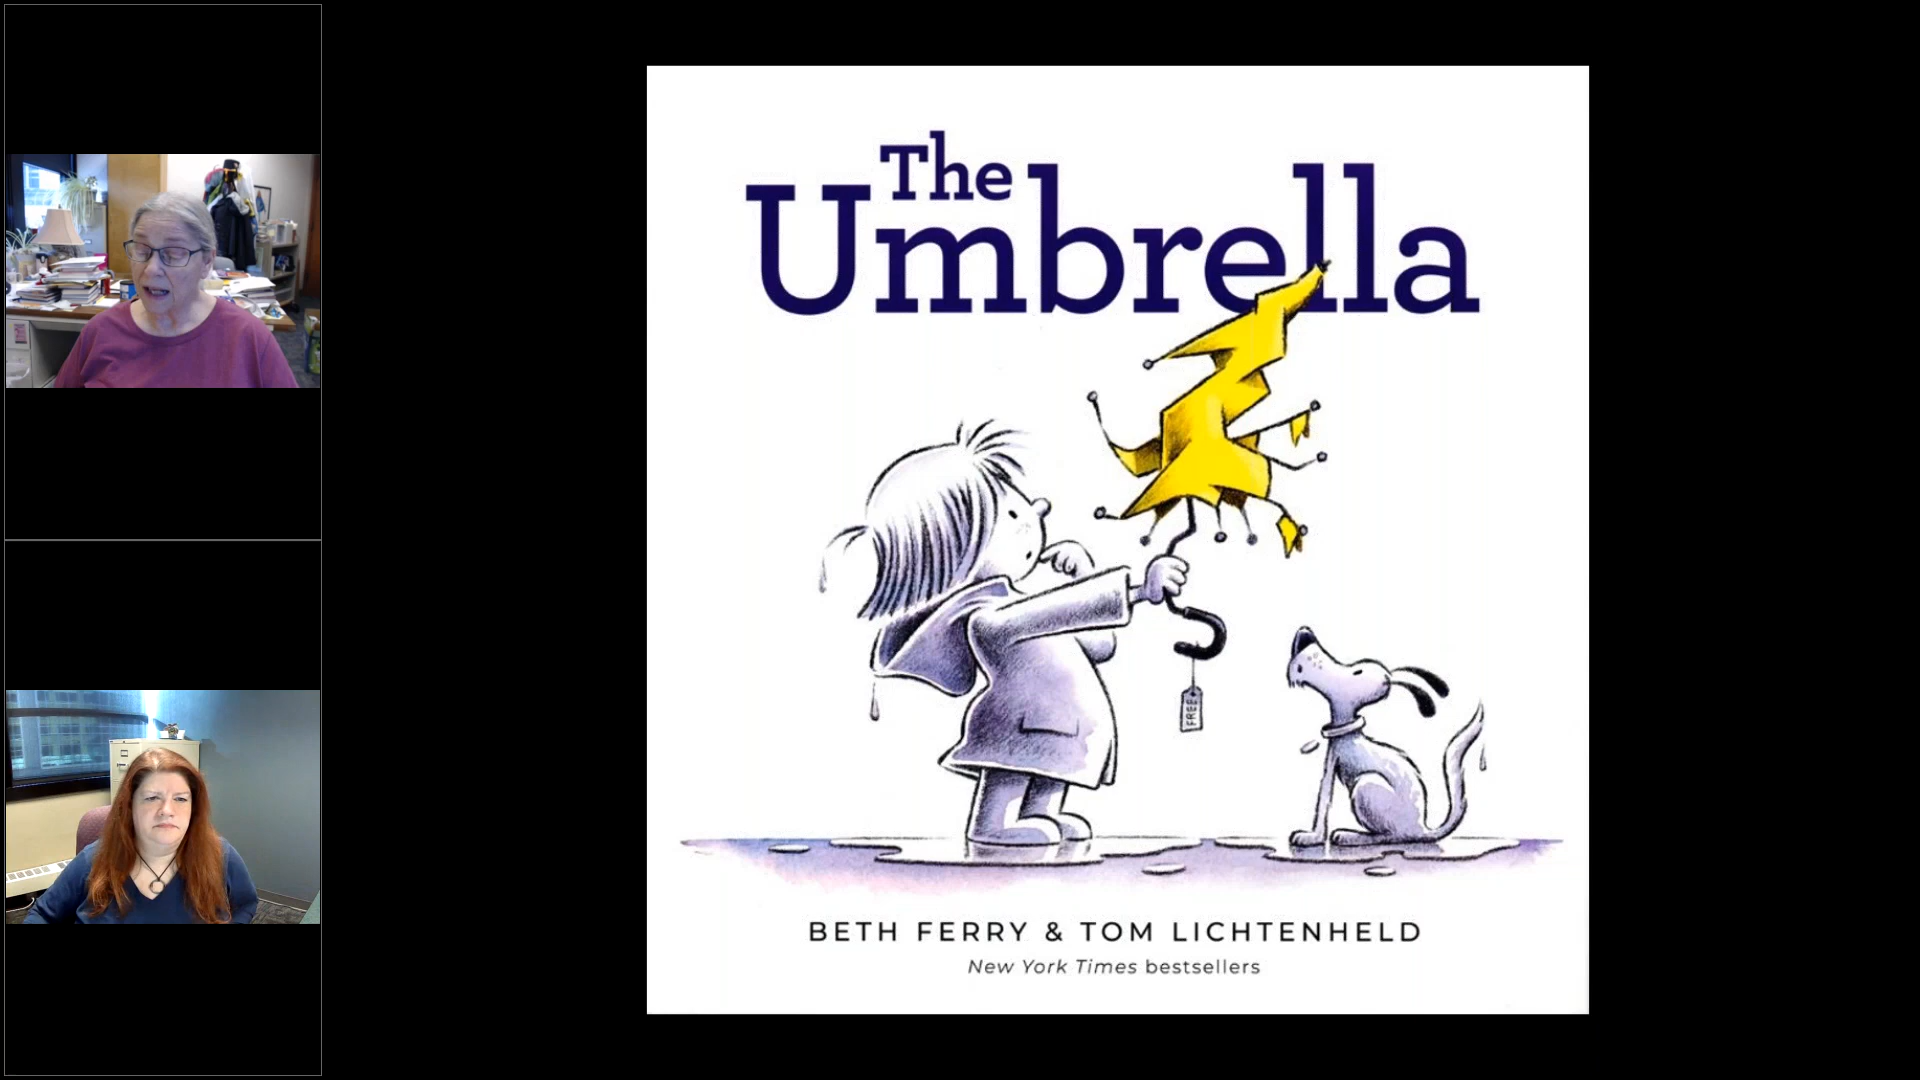 The
Umbrella
FREE
BETH FERRY & TOM LICHTENHELD
New York Times bestsellers